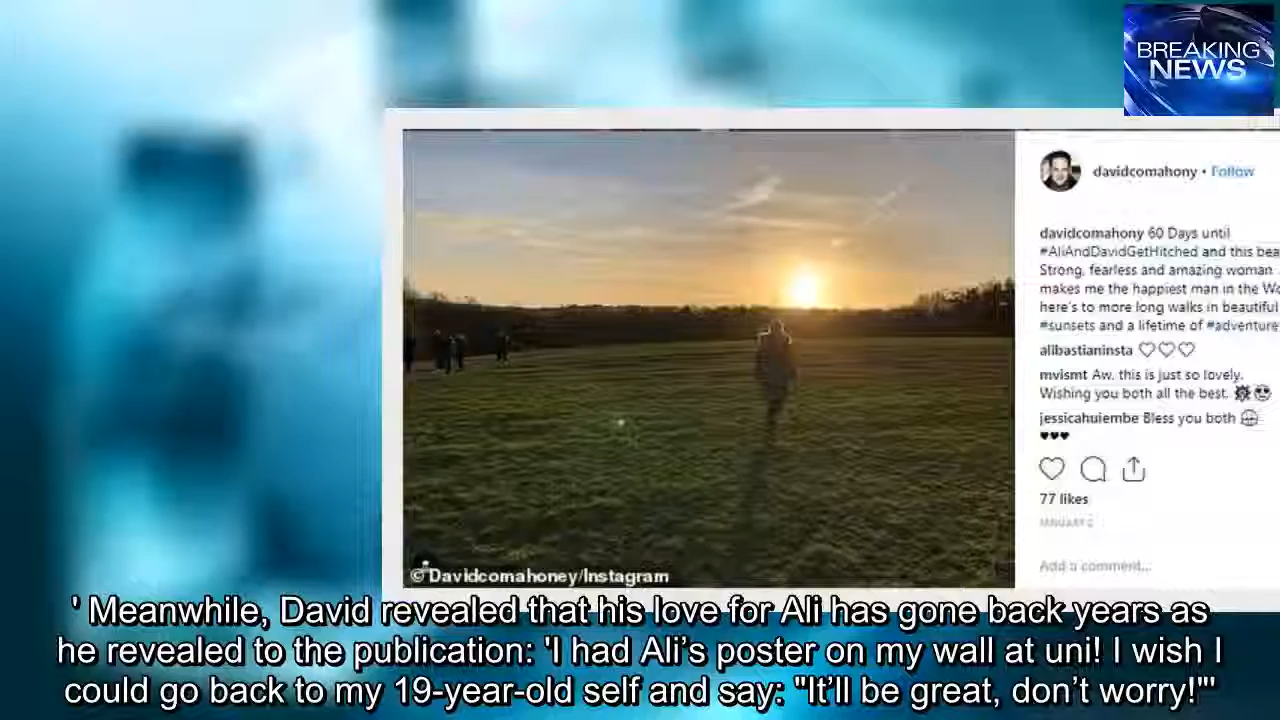 BREAKING
NEWS
davidcomahony • Follow
davidcomahony 60 Days until
#AliAndDavidGetHitched and this bea
Strong, fearless and amazing woman
makes me the happiest man in the Wo
here's to more long walks in beautiful
#sunsets and a lifetime of #adventure
alibastianinsta ♡♡♡
mvismt Aw, this is just so lovely.
Wishing you both all the best.
jessicahuiembe Bless you both
♥♥♥
77 likes
JANUARY 2
Add a comment...
©Davidcomahoney/Instagram
' Meanwhile, David revealed that his love for Ali has gone back years as
he revealed to the publication: 'I had Ali’s poster on my wall at uni! I wish I
could go back to my 19-year-old self and say: "It’ll be great, don’t worry!"'